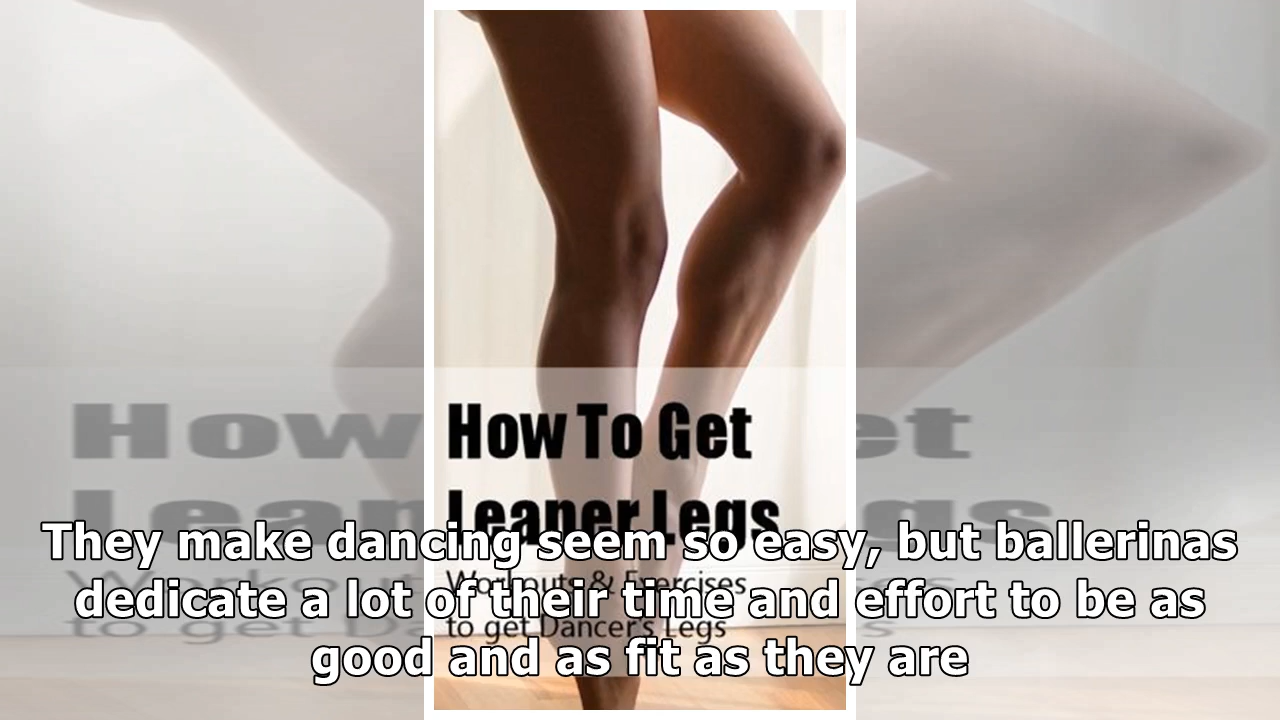 How To Get
Leaner Legs
Workouts & Exercises
to get Dancer's Legs
They make dancing seem so easy, but ballerinas
dedicate a lot of their time and effort to be as
good and as fit as they are